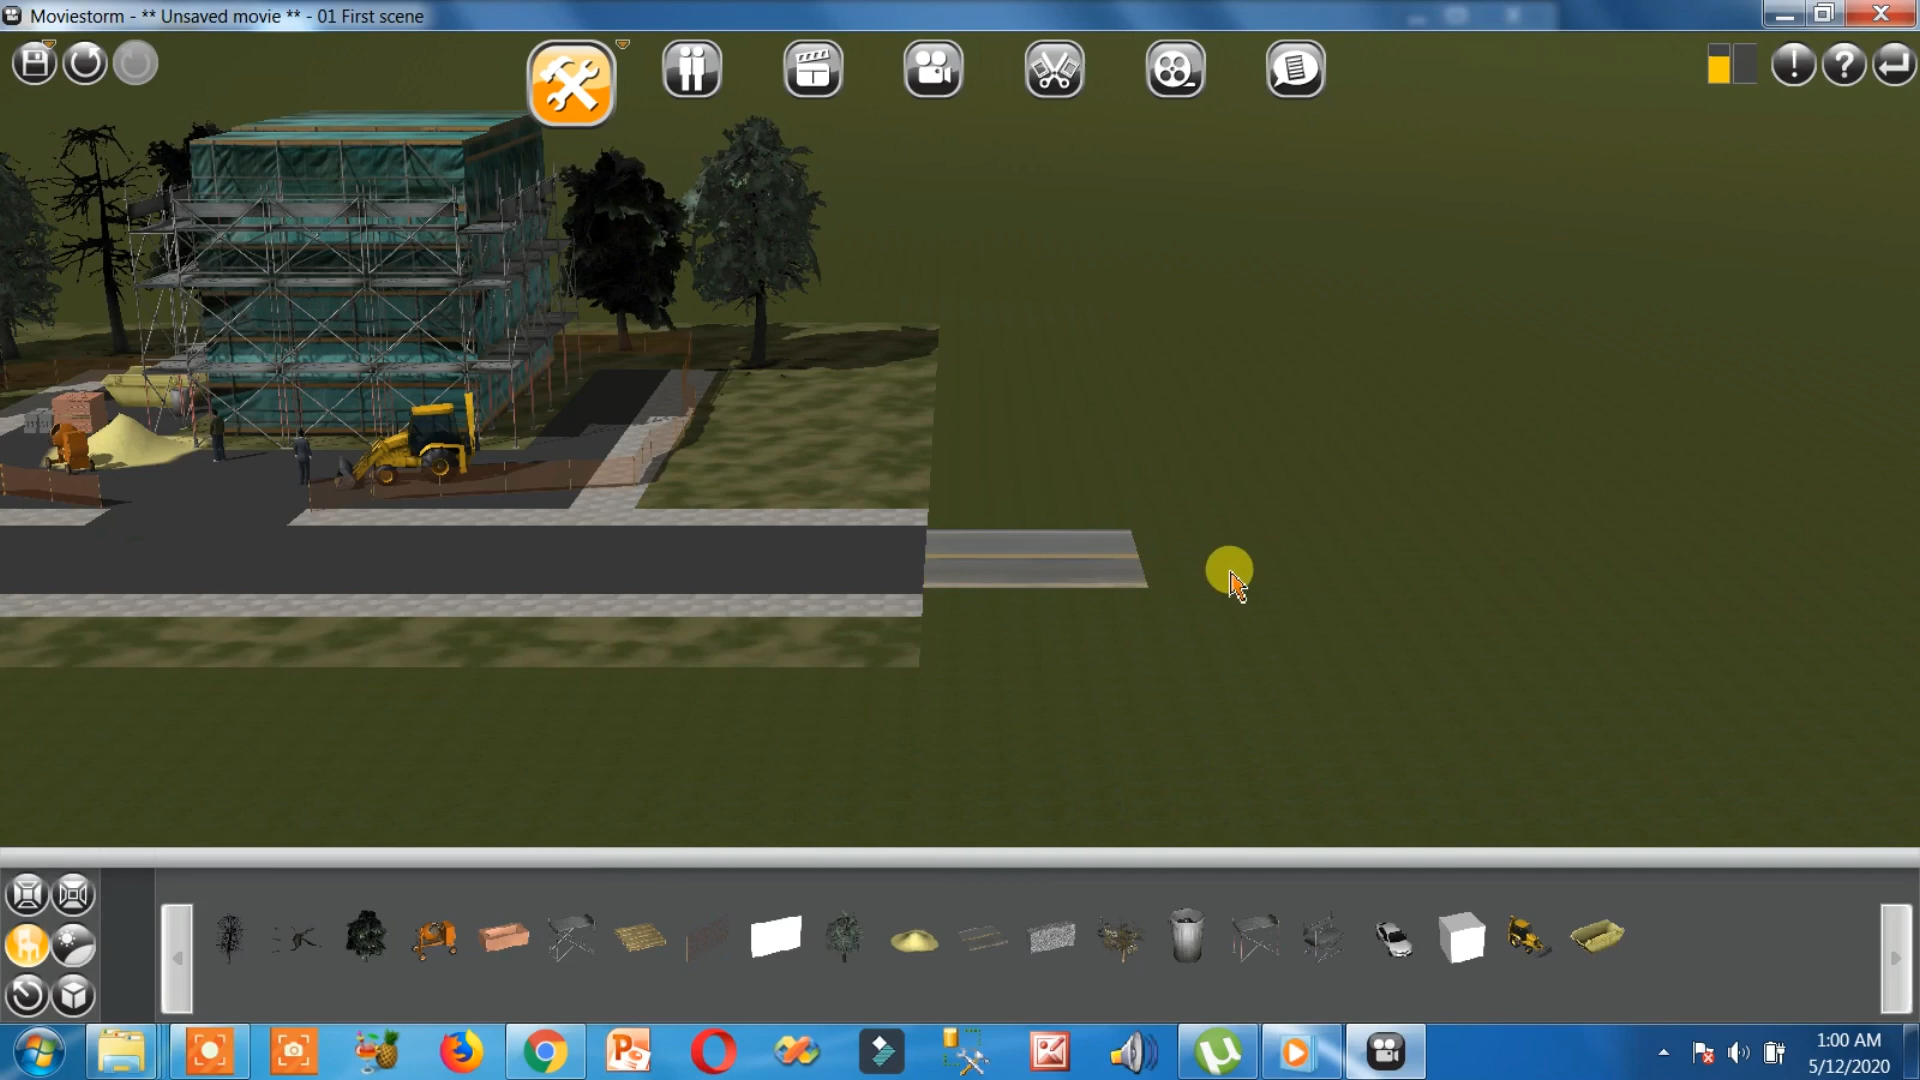 Moviestorm - ** Unsaved movie ** - 01 First scene
1:00 AM
5/12/2020